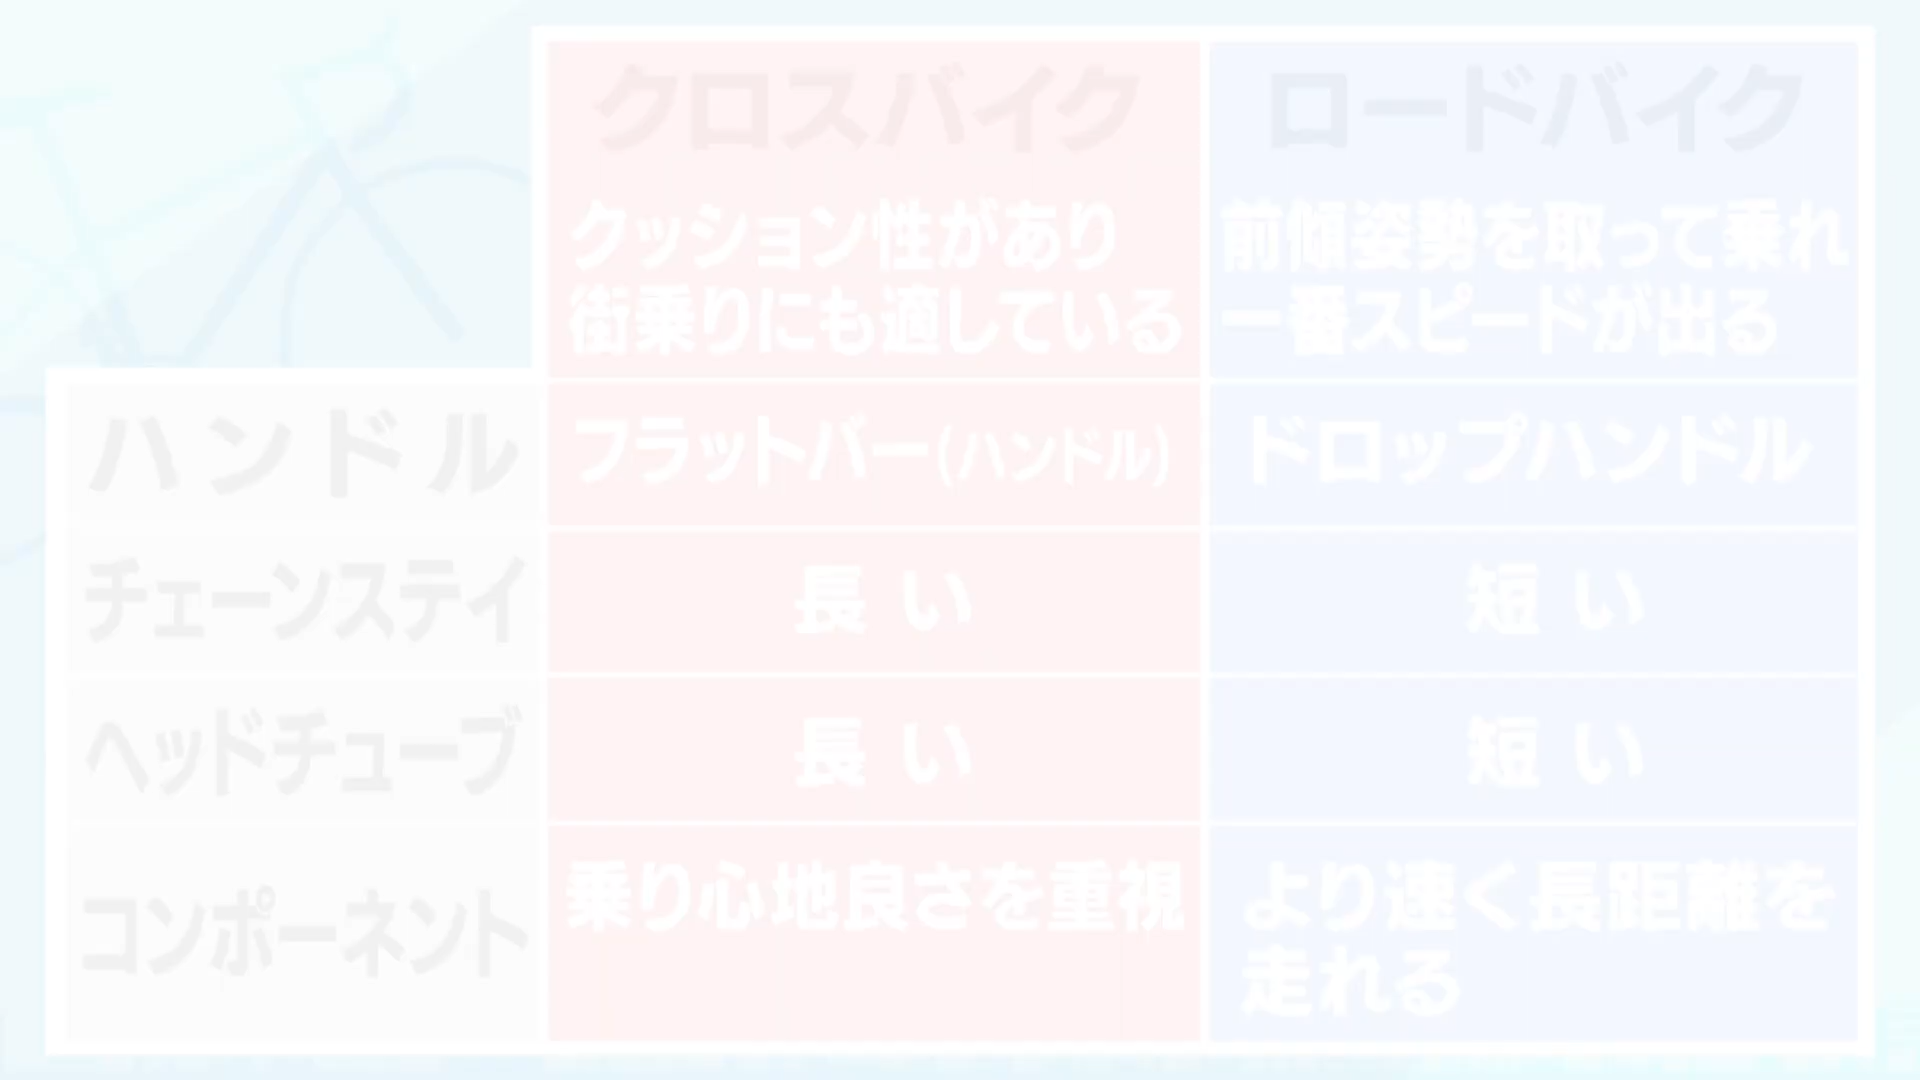 クロスバイク
ロードバイク
クッション性があり
街乗りにも適している
前傾姿勢を取って乗れ
一番スピードが出る
ハンドル
フラットバー(ハンドル)
ドロップハンドル
チェーンステイ
長い
短い
ヘッドチューブ
長い
短い
コンポーネント
乗り心地良さを重視
より速く長距離を
走れる